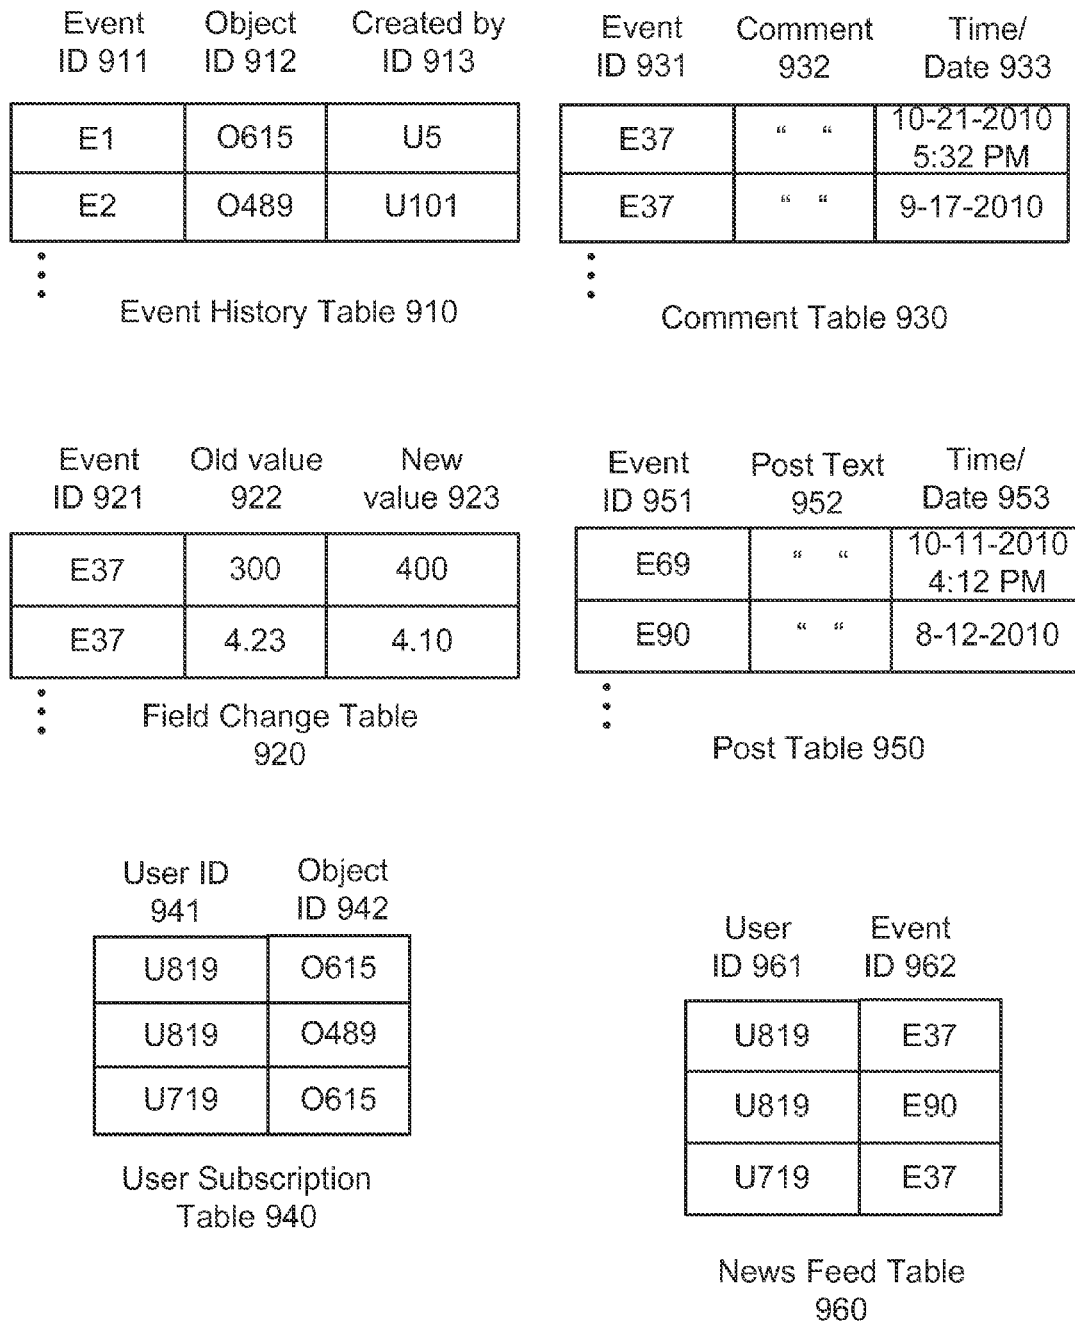 Event ID 911 Object ID 912 Created by ID 913
E1 O615 U5
E2 O489 U101
Event History Table 910
Event ID 931 Comment 932 Time/ Date 933
E37 “ “ 10-21-2010 5:32 PM
E37 “ “ 9-17-2010
Comment Table 930
Event ID 921 Old value 922 New value 923
E37 300 400
E37 4.23 4.10
Field Change Table 920
Event ID 951 Post Text 952 Time/ Date 953
E69 “ “ 10-11-2010 4:12 PM
E90 “ “ 8-12-2010
Post Table 950
User ID 941 Object ID 942
U819 O615
U819 O489
U719 O615
User Subscription Table 940
User ID 961 Event ID 962
U819 E37
U819 E90
U719 E37
News Feed Table 960